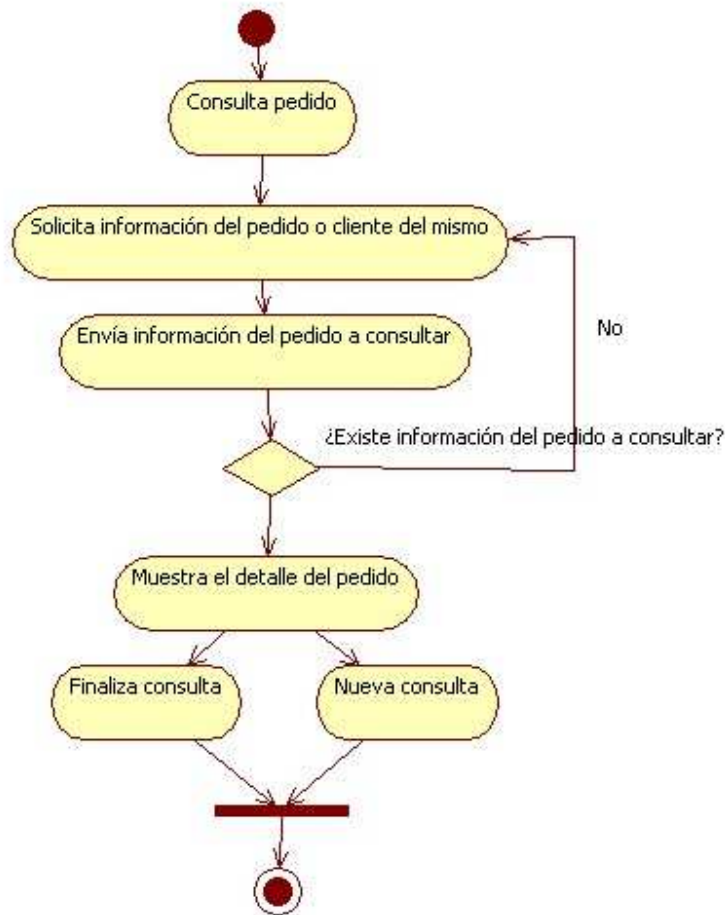 Consulta pedido
Solicita información del pedido o cliente del mismo
Envía información del pedido a consultar
No
¿Existe información del pedido a consultar?
Muestra el detalle del pedido
Finaliza consulta
Nueva consulta